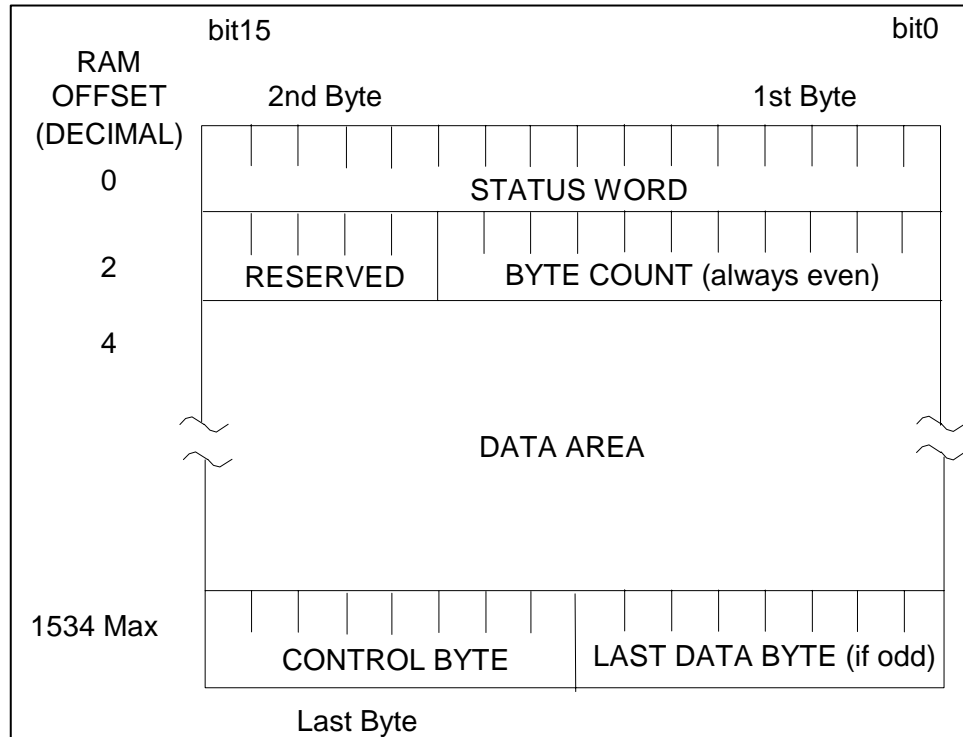 bit15 bit0
RAM
OFFSET
(DECIMAL)
2nd Byte 1st Byte
0 STATUS WORD
2 RESERVED BYTE COUNT (always even)
4
DATA AREA
1534 Max CONTROL BYTE LAST DATA BYTE (if odd)
Last Byte